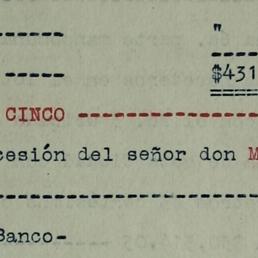 ------- "
------ $431
CINCO -------------------
cesión del señor don M
Banco-